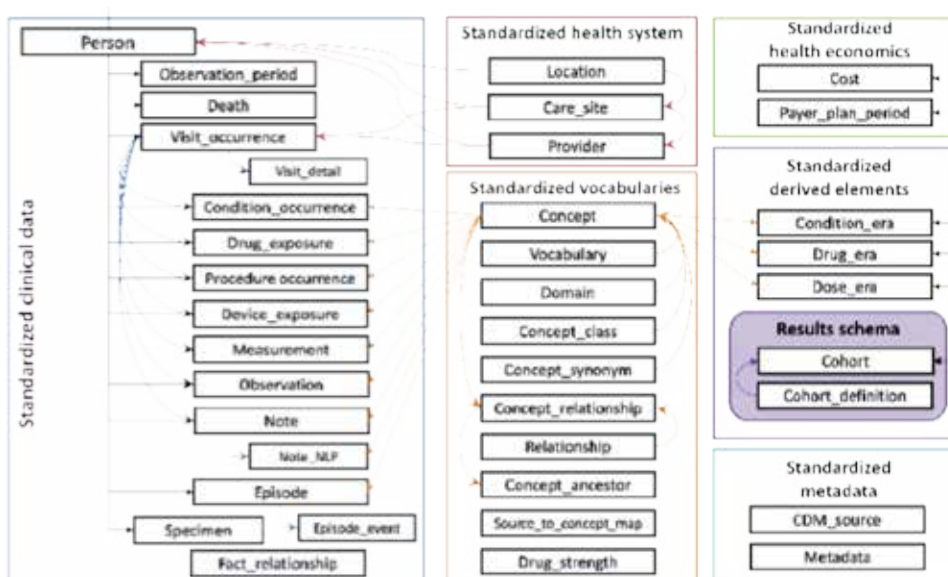 Standardized clinical data
Person
Observation_period
Death
Visit_occurrence
Visit_detail
Condition_occurrence
Drug_exposure
Procedure occurrence
Device_exposure
Measurement
Observation
Note
Note_NLP
Episode
Specimen
Episode_event
Fact_relationship
Standardized health system
Location
Care_site
Provider
Standardized vocabularies
Concept
Vocabulary
Domain
Concept_class
Concept_synonym
Concept_relationship
Relationship
Concept_ancestor
Source_to_concept_map
Drug_strength
Standardized
health economics
Cost
Payer_plan_period
Standardized
derived elements
Condition_era
Drug_era
Dose_era
Results schema
Cohort
Cohort_definition
Standardized
metadata
CDM_source
Metadata